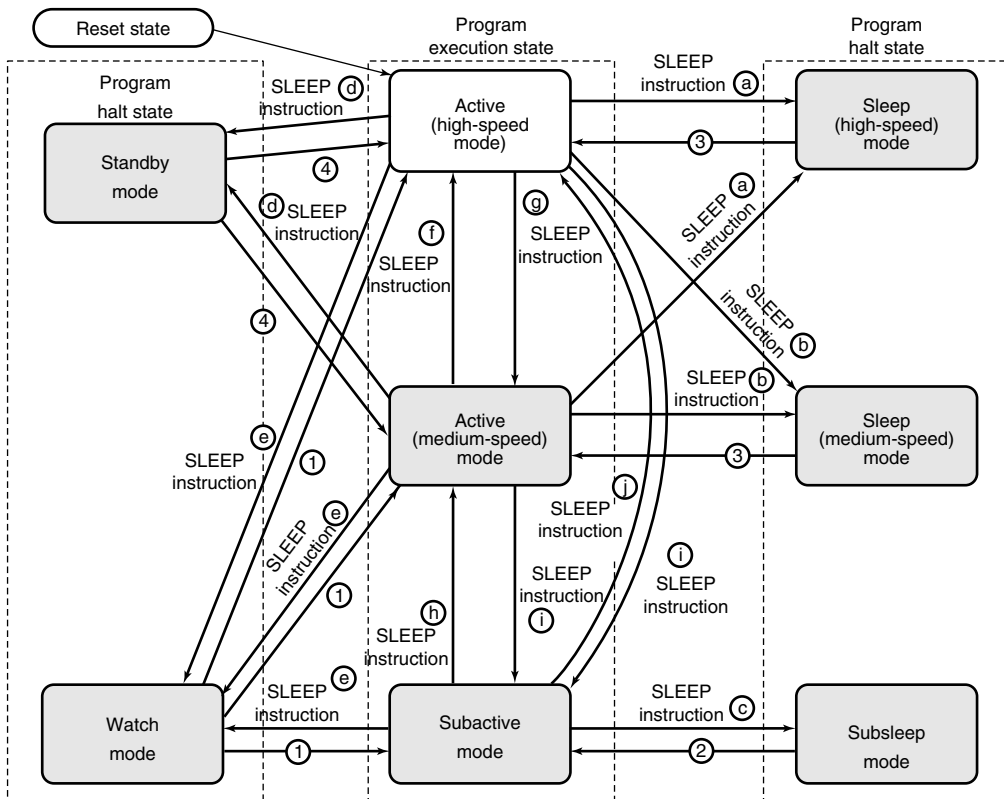 Reset state
Program
execution state
Program
halt state
Program
halt state
SLEEP
instruction
d
SLEEP
instruction
a
Active
(high-speed
mode)
Sleep
(high-speed)
mode
3
Standby
mode
4
d
SLEEP
instruction
f
SLEEP
instruction
g
SLEEP
instruction
SLEEP
instruction
a
SLEEP
instruction
b
4
SLEEP
instruction
b
Active
(medium-speed)
mode
Sleep
(medium-speed)
mode
3
e
SLEEP
instruction
1
SLEEP
instruction
e
1
j
SLEEP
instruction
i
SLEEP
instruction
SLEEP
instruction
i
h
SLEEP
instruction
SLEEP
instruction
e
SLEEP
instruction
c
Watch
mode
1
Subactive
mode
2
Subsleep
mode